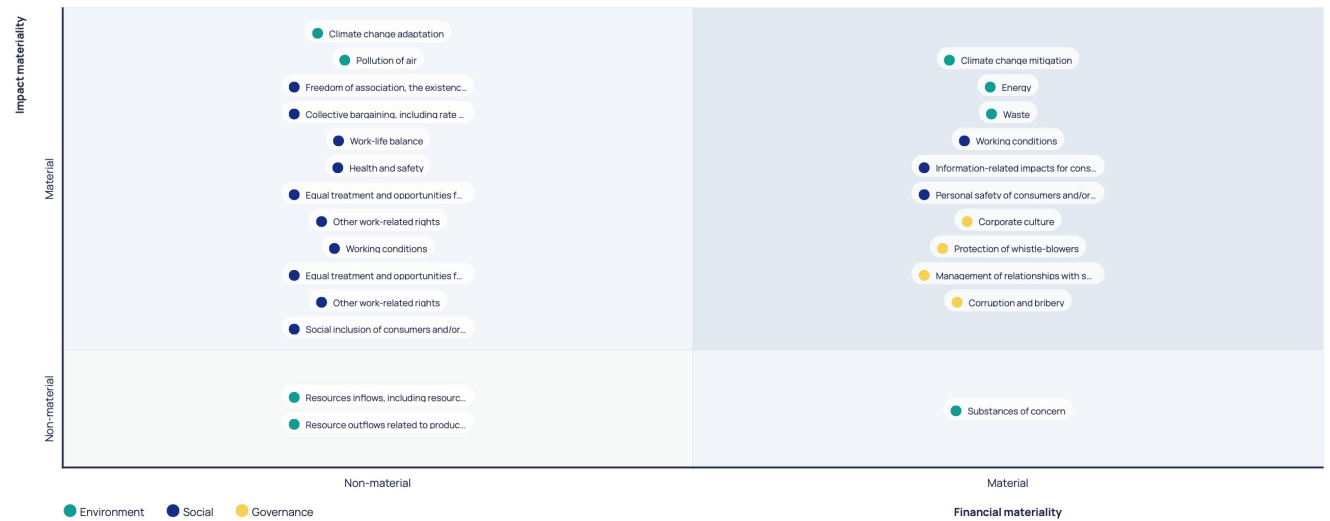 Impact materiality
Material
Non-material
Climate change adaptation
Pollution of air
Freedom of association, the existenc...
Collective bargaining, including rate ...
Work-life balance
Health and safety
Equal treatment and opportunities f...
Other work-related rights
Working conditions
Equal treatment and opportunities f...
Other work-related rights
Social inclusion of consumers and/or...
Climate change mitigation
Energy
Waste
Working conditions
Information-related impacts for cons...
Personal safety of consumers and/or...
Corporate culture
Protection of whistle-blowers
Management of relationships with s...
Corruption and bribery
Resources inflows, including resourc...
Resource outflows related to produc...
Substances of concern
Non-material
Material
Environment
Social
Governance
Financial materiality